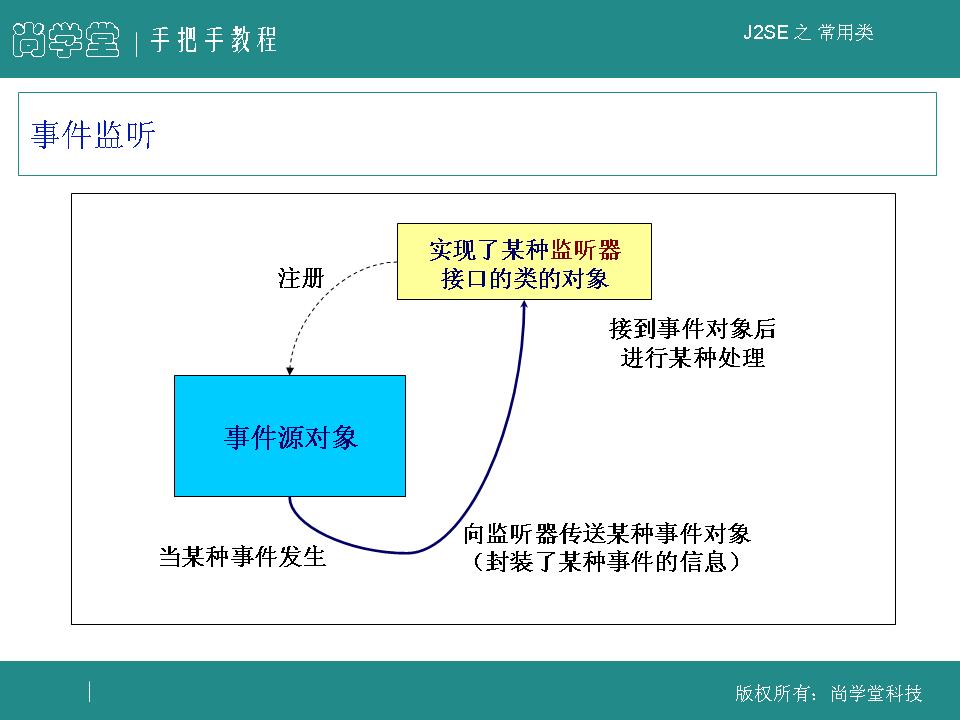 尚学堂 | 手把手教程
J2SE 之 常用类
事件监听
实现了某种监听器
接口的类的对象
注册
接到事件对象后
进行某种处理
事件源对象
向监听器传送某种事件对象
（封装了某种事件的信息）
当某种事件发生
版权所有：尚学堂科技